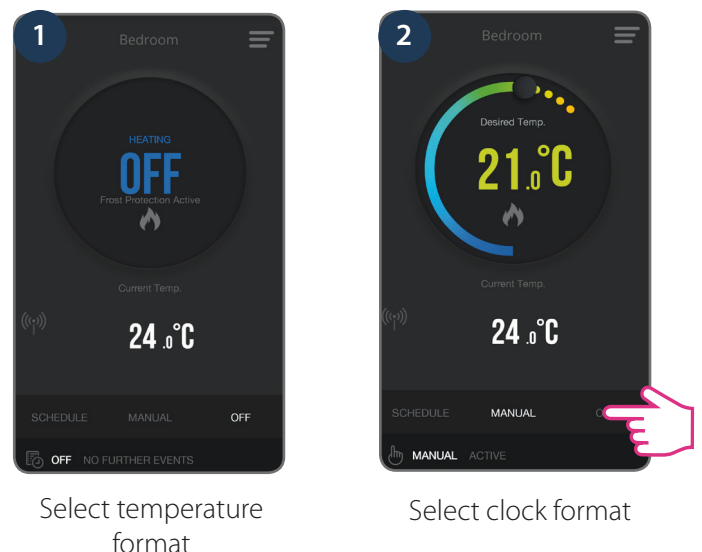 1
Bedroom
HEATING
OFF
Frost Protection Active
Current Temp.
24.0°C
SCHEDULE MANUAL OFF
OFF NO FURTHER EVENTS
Select temperature
format
2
Bedroom
Desired Temp.
21.0°C
Current Temp.
24.0°C
SCHEDULE MANUAL
MANUAL ACTIVE
Select clock format